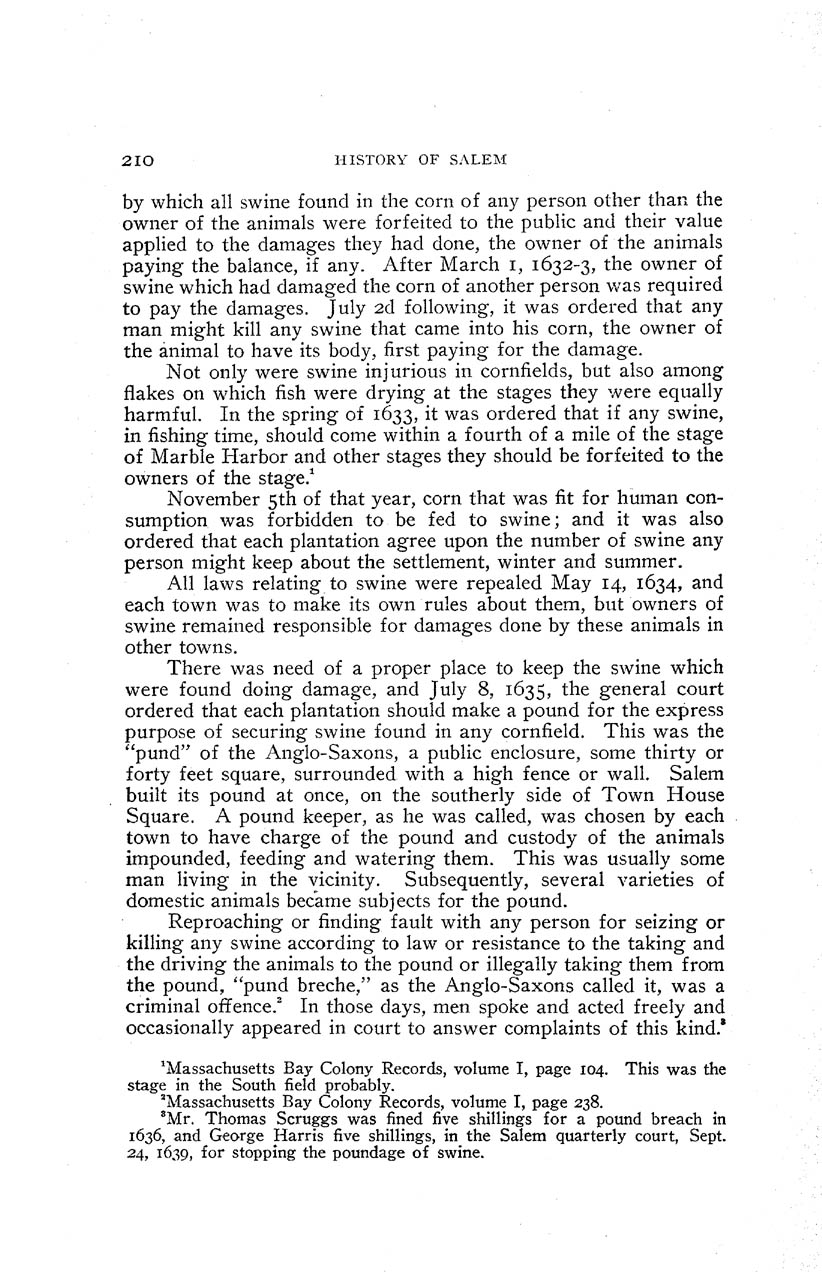 210 HISTORY OF SALEM
by which all swine found in the corn of any person other than the
owner of the animals were forfeited to the public and their value
applied to the damages they had done, the owner of the animals
paying the balance, if any. After March 1, 1632-3, the owner of
swine which had damaged the corn of another person was required
to pay the damages. July 2d following, it was ordered that any
man might kill any swine that came into his corn, the owner of
the animal to have its body, first paying for the damage.
Not only were swine injurious in cornfields, but also among
flakes on which fish were drying at the stages they were equally
harmful. In the spring of 1633, it was ordered that if any swine,
in fishing time, should come within a fourth of a mile of the stage
of Marble Harbor and other stages they should be forfeited to the
owners of the stage.¹
November 5th of that year, corn that was fit for human con-
sumption was forbidden to be fed to swine; and it was also
ordered that each plantation agree upon the number of swine any
person might keep about the settlement, winter and summer.
All laws relating to swine were repealed May 14, 1634, and
each town was to make its own rules about them, but owners of
swine remained responsible for damages done by these animals in
other towns.
There was need of a proper place to keep the swine which
were found doing damage, and July 8, 1635, the general court
ordered that each plantation should make a pound for the express
purpose of securing swine found in any cornfield. This was the
"pund" of the Anglo-Saxons, a public enclosure, some thirty or
forty feet square, surrounded with a high fence or wall. Salem
built its pound at once, on the southerly side of Town House
Square. A pound keeper, as he was called, was chosen by each
town to have charge of the pound and custody of the animals
impounded, feeding and watering them. This was usually some
man living in the vicinity. Subsequently, several varieties of
domestic animals became subjects for the pound.
Reproaching or finding fault with any person for seizing or
killing any swine according to law or resistance to the taking and
the driving the animals to the pound or illegally taking them from
the pound, "pund breche," as the Anglo-Saxons called it, was a
criminal offence.² In those days, men spoke and acted freely and
occasionally appeared in court to answer complaints of this kind.³
¹Massachusetts Bay Colony Records, volume I, page 104. This was the
stage in the South field probably.
²Massachusetts Bay Colony Records, volume I, page 238.
³Mr. Thomas Scruggs was fined five shillings for a pound breach in
1636, and George Harris five shillings, in the Salem quarterly court, Sept.
24, 1639, for stopping the poundage of swine.